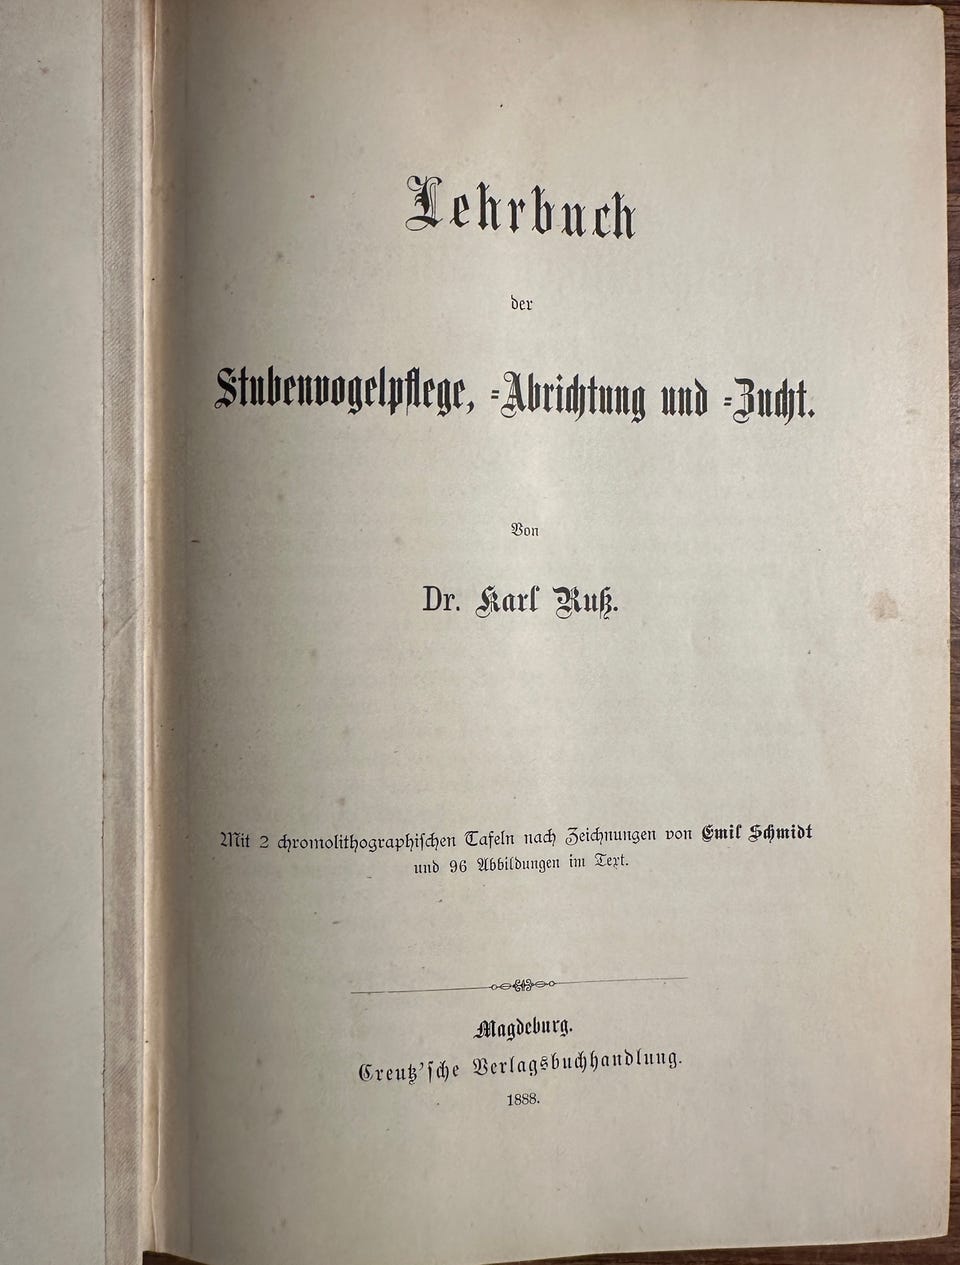 Lehrbuch
der
Stubenvogelpflege, =Abrichtung und =Zucht.
Von
Dr. Karl Ruß.
Mit 2 chromolithographischen Tafeln nach Zeichnungen von Emil Schmidt
und 96 Abbildungen im Text.
Magdeburg.
Creutz'sche Verlagsbuchhandlung.
1888.